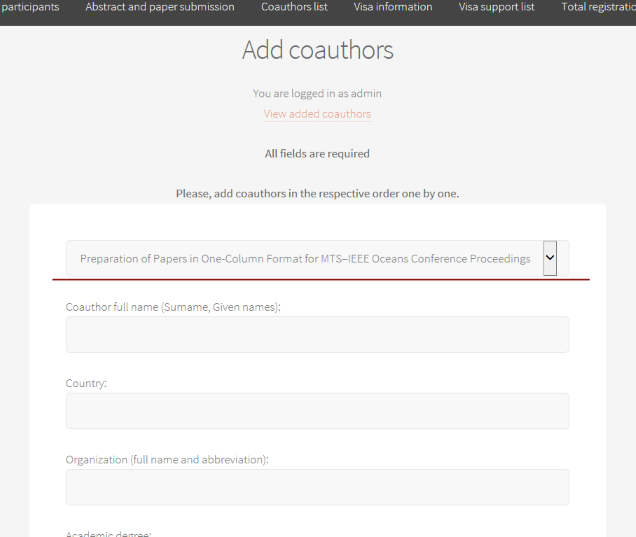 participants Abstract and paper submission Coauthors list Visa information Visa support list Total
Add coauthors
You are logged in as admin
View added coauthors
All fields are required
Please, add coauthors in the respective order one by one.
Preparation of Papers in One-Column Format for MTS–IEEE Oceans Conference Proceedings
Coauthor full name (Surname, Given names):
Country:
Organization (full name and abbreviation):
Academic degree: